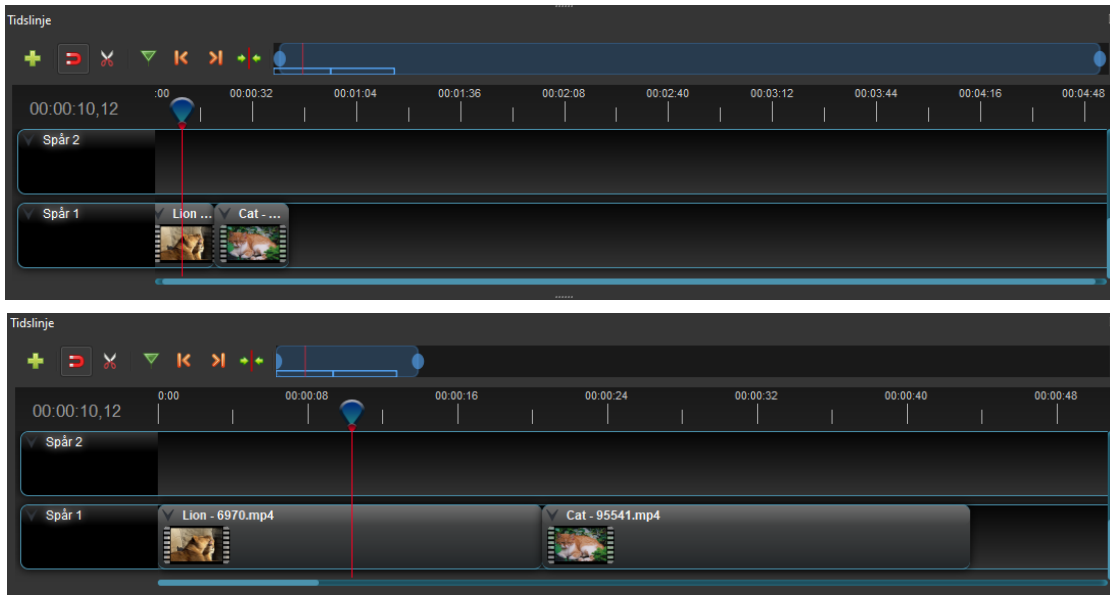 Tidslinje
:00 00:00:32 00:01:04 00:01:36 00:02:08 00:02:40 00:03:12 00:03:44 00:04:16 00:04:48
00:00:10,12
Spår 2
Spår 1 Lion ... Cat - ...
Tidslinje
0:00 00:00:08 00:00:16 00:00:24 00:00:32 00:00:40 00:00:48
00:00:10,12
Spår 2
Spår 1 Lion - 6970.mp4 Cat - 95541.mp4